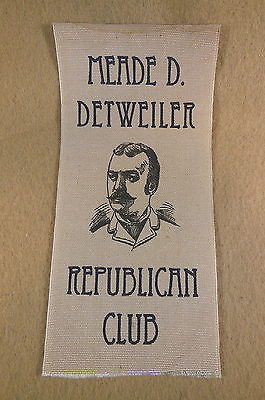 MEADE D.
DETWEILER
REPUBLICAN
CLUB